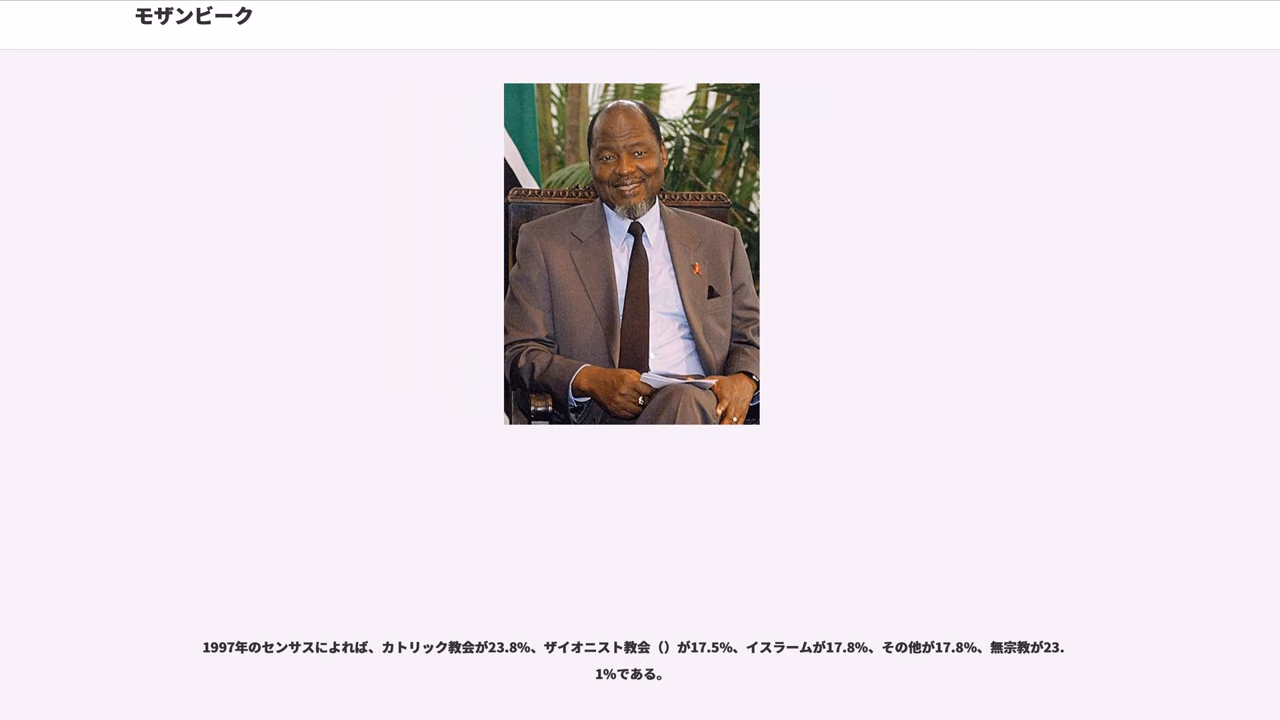 モザンビーク
1997年のセンサスによれば、カトリック教会が23.8%、ザイオニスト教会（）が17.5%、イスラームが17.8%、その他が17.8%、無宗教が23.
1%である。